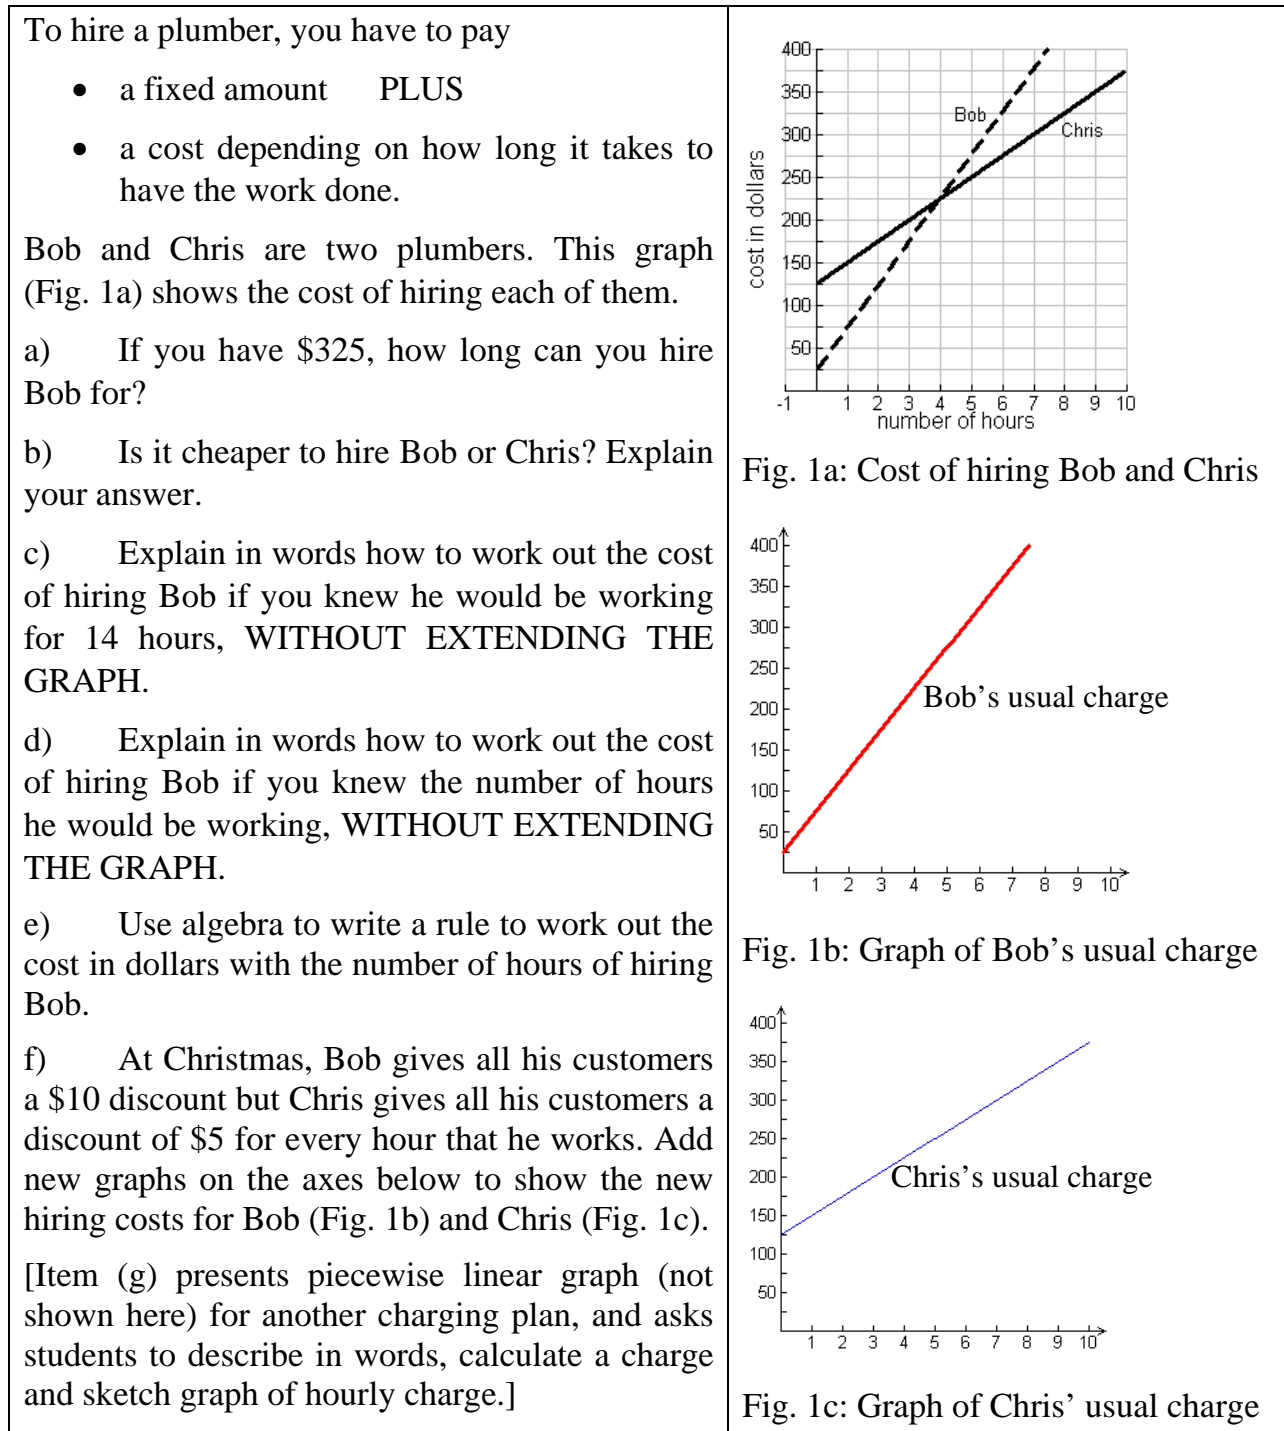 To hire a plumber, you have to pay
• a fixed amount PLUS
• a cost depending on how long it takes to
have the work done.
Bob and Chris are two plumbers. This graph
(Fig. 1a) shows the cost of hiring each of them.
a) If you have $325, how long can you hire
Bob for?
b) Is it cheaper to hire Bob or Chris? Explain
your answer.
c) Explain in words how to work out the cost
of hiring Bob if you knew he would be working
for 14 hours, WITHOUT EXTENDING THE
GRAPH.
d) Explain in words how to work out the cost
of hiring Bob if you knew the number of hours
he would be working, WITHOUT EXTENDING
THE GRAPH.
e) Use algebra to write a rule to work out the
cost in dollars with the number of hours of hiring
Bob.
f) At Christmas, Bob gives all his customers
a $10 discount but Chris gives all his customers a
discount of $5 for every hour that he works. Add
new graphs on the axes below to show the new
hiring costs for Bob (Fig. 1b) and Chris (Fig. 1c).
[Item (g) presents piecewise linear graph (not
shown here) for another charging plan, and asks
students to describe in words, calculate a charge
and sketch graph of hourly charge.]
400
350
300
250
200
150
100
50
cost in dollars
Bob
Chris
-1 1 2 3 4 5 6 7 8 9 10
number of hours
Fig. 1a: Cost of hiring Bob and Chris
400
350
300
250
200
150
100
50
Bob's usual charge
1 2 3 4 5 6 7 8 9 10
Fig. 1b: Graph of Bob's usual charge
400
350
300
250
200
150
100
50
Chris's usual charge
1 2 3 4 5 6 7 8 9 10
Fig. 1c: Graph of Chris' usual charge